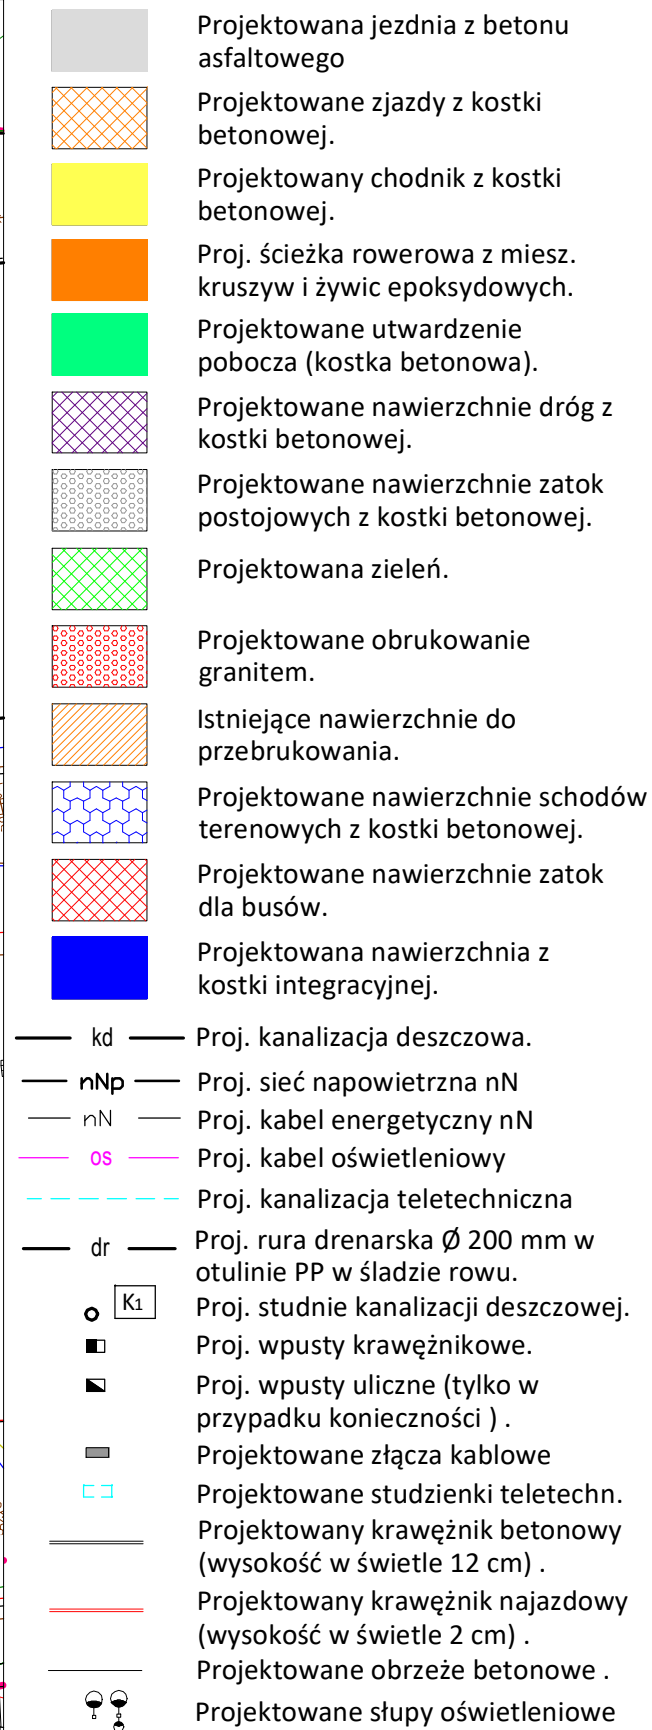 Projektowana jezdnia z betonu
asfaltowego
Projektowane zjazdy z kostki
betonowej.
Projektowany chodnik z kostki
betonowej.
Proj. ścieżka rowerowa z miesz.
kruszyw i żywic epoksydowych.
Projektowane utwardzenie
pobocza (kostka betonowa).
Projektowane nawierzchnie dróg z
kostki betonowej.
Projektowane nawierzchnie zatok
postojowych z kostki betonowej.
Projektowana zieleń.
Projektowane obrukowanie
granitem.
Istniejące nawierzchnie do
przebrukowania.
Projektowane nawierzchnie schodów
terenowych z kostki betonowej.
Projektowane nawierzchnie zatok
dla busów.
Projektowana nawierzchnia z
kostki integracyjnej.
kd Proj. kanalizacja deszczowa.
nNp Proj. sieć napowietrzna nN
nN Proj. kabel energetyczny nN
os Proj. kabel oświetleniowy
Proj. kanalizacja teletechniczna
dr Proj. rura drenarska Ø 200 mm w
otulinie PP w śladzie rowu.
K1 Proj. studnie kanalizacji deszczowej.
Proj. wpusty krawężnikowe.
Proj. wpusty uliczne (tylko w
przypadku konieczności ) .
Projektowane złącza kablowe
Projektowane studzienki teletechn.
Projektowany krawężnik betonowy
(wysokość w świetle 12 cm) .
Projektowany krawężnik najazdowy
(wysokość w świetle 2 cm) .
Projektowane obrzeże betonowe .
Projektowane słupy oświetleniowe